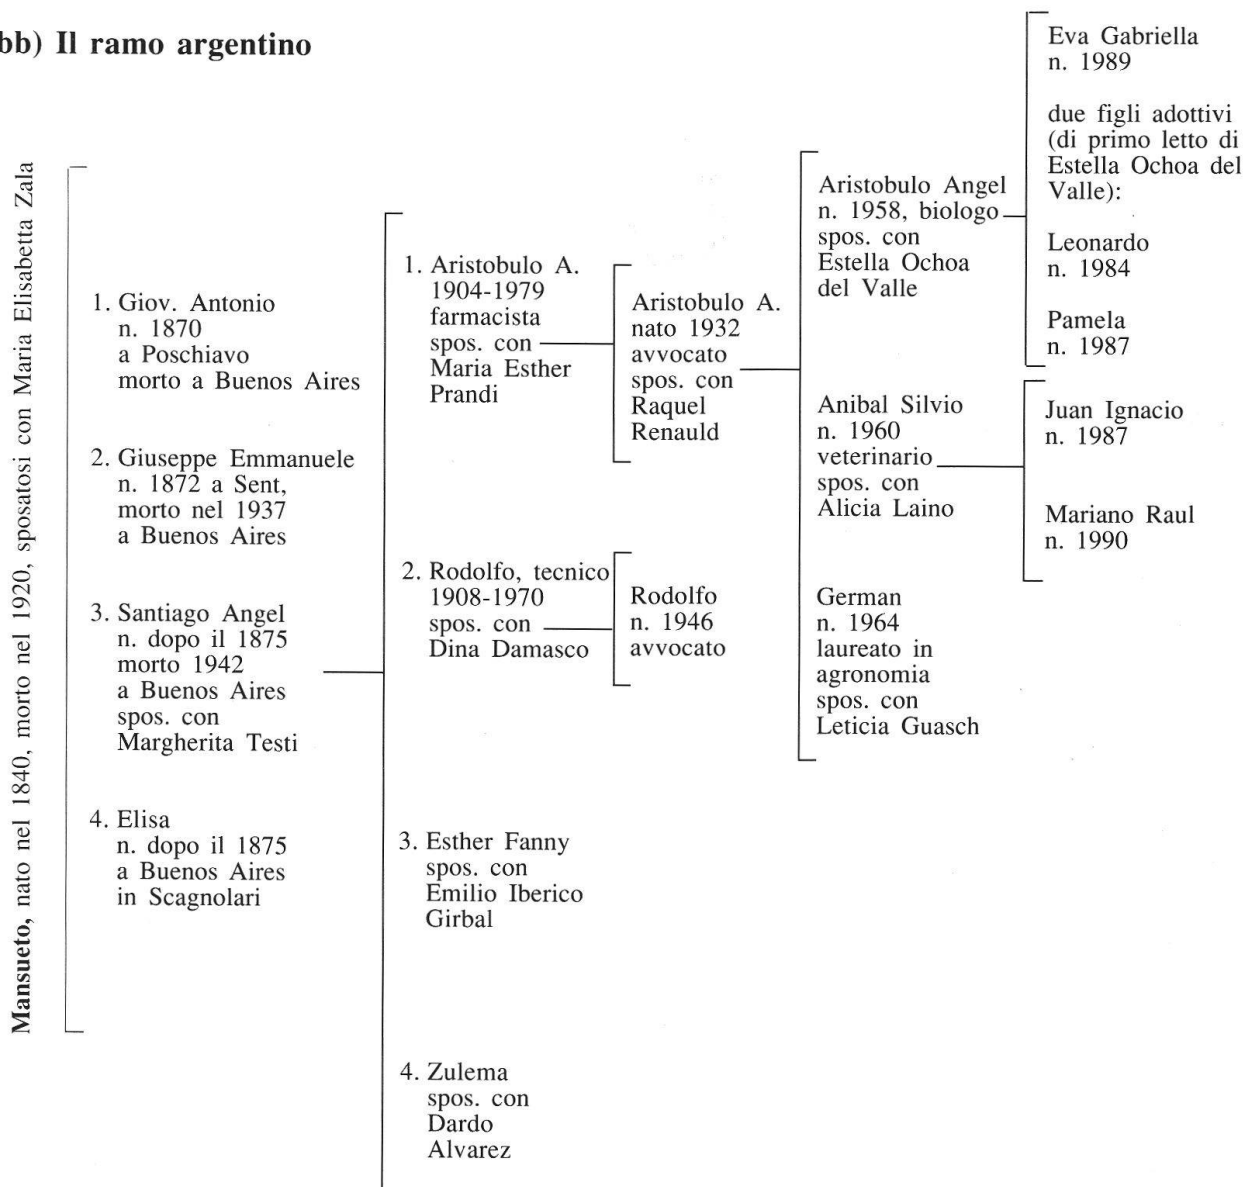 bb) Il ramo argentino
Mansueto, nato nel 1840, morto nel 1920, sposatosi con Maria Elisabetta Zala
1. Giov. Antonio
n. 1870
a Poschiavo
morto a Buenos Aires
2. Giuseppe Emmanuele
n. 1872 a Sent,
morto nel 1937
a Buenos Aires
3. Santiago Angel
n. dopo il 1875
morto 1942
a Buenos Aires
spos. con
Margherita Testi
4. Elisa
n. dopo il 1875
a Buenos Aires
in Scagnolari
1. Aristobulo A.
1904-1979
farmacista
spos. con
Maria Esther
Prandi
2. Rodolfo, tecnico
1908-1970
spos. con
Dina Damasco
3. Esther Fanny
spos. con
Emilio Iberico
Girbal
4. Zulema
spos. con
Dardo
Alvarez
Aristobulo A.
nato 1932
avvocato
spos. con
Raquel
Renauld
Rodolfo
n. 1946
avvocato
Aristobulo Angel
n. 1958, biologo
spos. con
Estella Ochoa
del Valle
Anibal Silvio
n. 1960
veterinario
spos. con
Alicia Laino
German
n. 1964
laureato in
agronomia
spos. con
Leticia Guasch
Eva Gabriella
n. 1989
due figli adottivi
(di primo letto di
Estella Ochoa del
Valle):
Leonardo
n. 1984
Pamela
n. 1987
Juan Ignacio
n. 1987
Mariano Raul
n. 1990